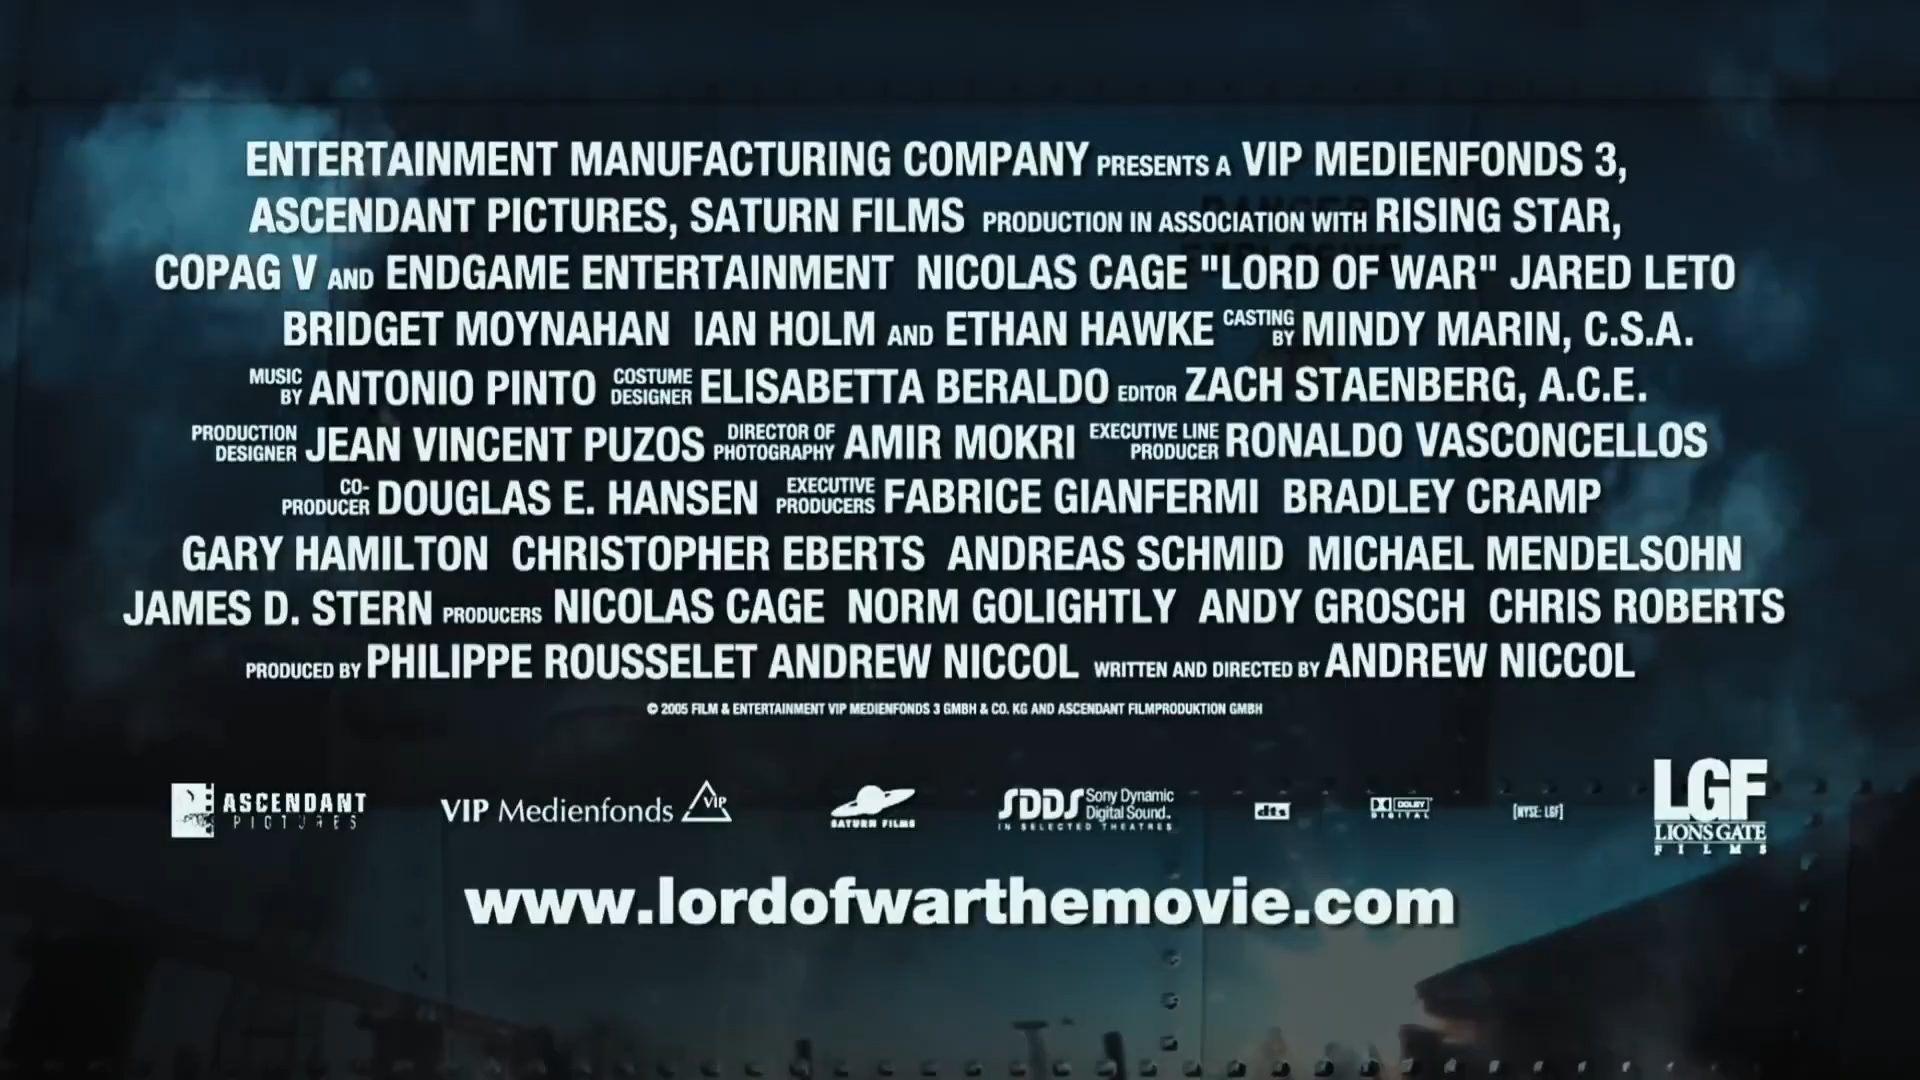 ENTERTAINMENT MANUFACTURING COMPANY PRESENTS A VIP MEDIENFONDS 3,
ASCENDANT PICTURES, SATURN FILMS PRODUCTION IN ASSOCIATION WITH RISING STAR,
COPAG V AND ENDGAME ENTERTAINMENT NICOLAS CAGE "LORD OF WAR" JARED LETO
BRIDGET MOYNAHAN IAN HOLM AND ETHAN HAWKE CASTING BY MINDY MARIN, C.S.A.
MUSIC BY ANTONIO PINTO COSTUME DESIGNER ELISABETTA BERALDO EDITOR ZACH STAENBERG, A.C.E.
PRODUCTION DESIGNER JEAN VINCENT PUZOS DIRECTOR OF PHOTOGRAPHY AMIR MOKRI EXECUTIVE LINE PRODUCER RONALDO VASCONCELLOS
CO-PRODUCER DOUGLAS E. HANSEN EXECUTIVE PRODUCERS FABRICE GIANFERMI BRADLEY CRAMP
GARY HAMILTON CHRISTOPHER EBERTS ANDREAS SCHMID MICHAEL MENDELSOHN
JAMES D. STERN PRODUCERS NICOLAS CAGE NORM GOLIGHTLY ANDY GROSCH CHRIS ROBERTS
PRODUCED BY PHILIPPE ROUSSELET ANDREW NICCOL WRITTEN AND DIRECTED BY ANDREW NICCOL
© 2005 FILM & ENTERTAINMENT VIP MEDIENFONDS 3 GMBH & CO. KG AND ASCENDANT FILMPRODUKTION GMBH
ASCENDANT PICTURES VIP Medienfonds VIP SATURN FILMS SDDS Sony Dynamic Digital Sound. IN SELECTED THEATRES dts DOLBY DIGITAL [NYSE: LGF] LGF LIONS GATE FILMS
www.lordofwarthemovie.com